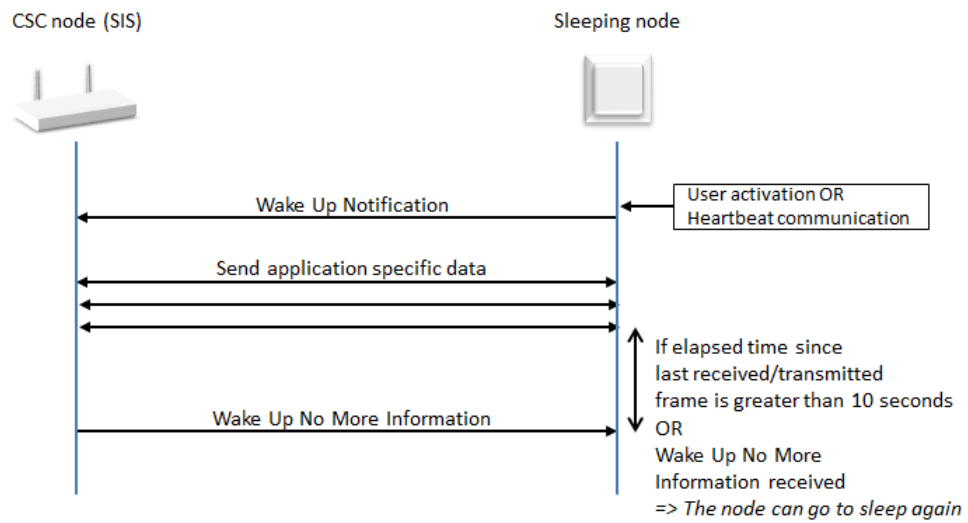 CSC node (SIS)
Sleeping node
User activation OR
Heartbeat communication
Wake Up Notification
Send application specific data
If elapsed time since
last received/transmitted
frame is greater than 10 seconds
OR
Wake Up No More
Information received
=> The node can go to sleep again
Wake Up No More Information